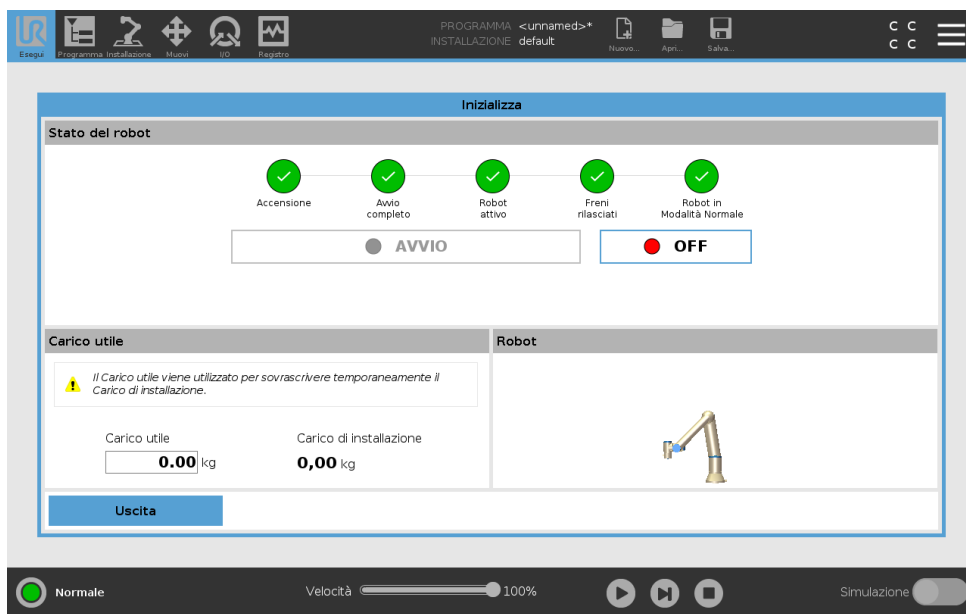 PROGRAMMA <unnamed>*
INSTALLAZIONE default
UR
Esegui
Programma
Installazione
Muovi
I/O
Registro
Nuovo...
Apri...
Salva...
C C
C C
Inizializza
Stato del robot
Accensione
Avvio completo
Robot attivo
Freni rilasciati
Robot in Modalità Normale
AVVIO
OFF
Carico utile
Robot
Il Carico utile viene utilizzato per sovrascrivere temporaneamente il
Carico di installazione.
Carico utile
Carico di installazione
0.00 kg
0,00 kg
Uscita
Normale
Velocità
100%
Simulazione